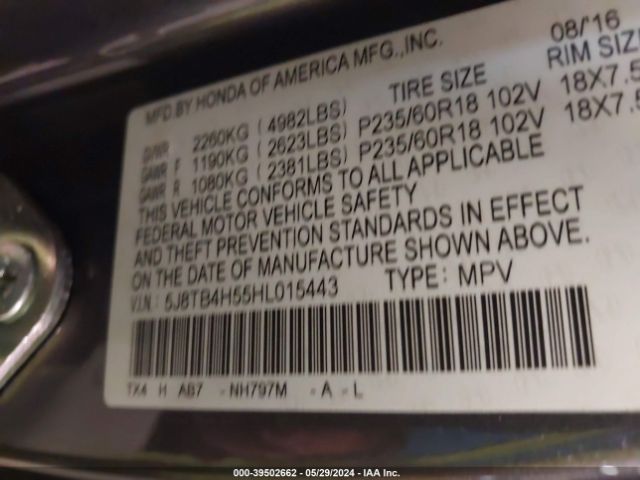 MFD.BY HONDA OF AMERICA MFG.,INC. 08/'16
TIRE SIZE RIM SIZE
GVWR 2260KG ( 4982LBS)
GAWR F 1190KG ( 2623LBS) P235/60R18 102V 18X7.5
GAWR R 1080KG ( 2381LBS) P235/60R18 102V 18X7.5
THIS VEHICLE CONFORMS TO ALL APPLICABLE
FEDERAL MOTOR VEHICLE SAFETY
AND THEFT PREVENTION STANDARDS IN EFFECT
ON THE DATE OF MANUFACTURE SHOWN ABOVE.
V.I.N.: 5J8TB4H55HL015443 TYPE: MPV
TX4 H AB7 -NH797M -A -L
000-39502662 - 05/29/2024 - IAA Inc.